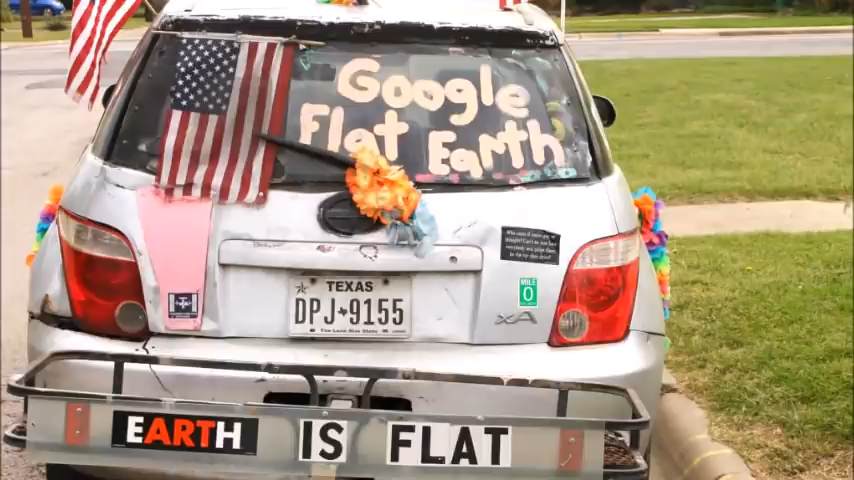 Google
Flat
Earth
TEXAS
DPJ★9155
The Lone Star State
MILE
0
xA
EARTH
IS
FLAT